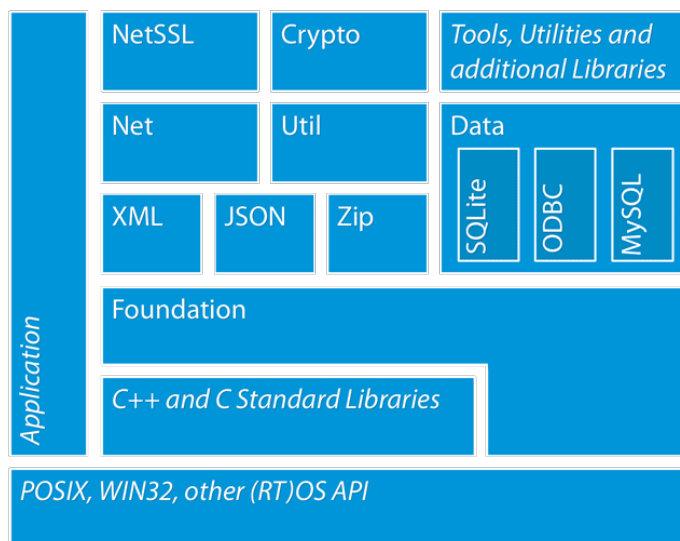 NetSSL
Crypto
Tools, Utilities and
additional Libraries
Net
Util
Data
SQLite
ODBC
MySQL
XML
JSON
Zip
Foundation
Application
C++ and C Standard Libraries
POSIX, WIN32, other (RT)OS API